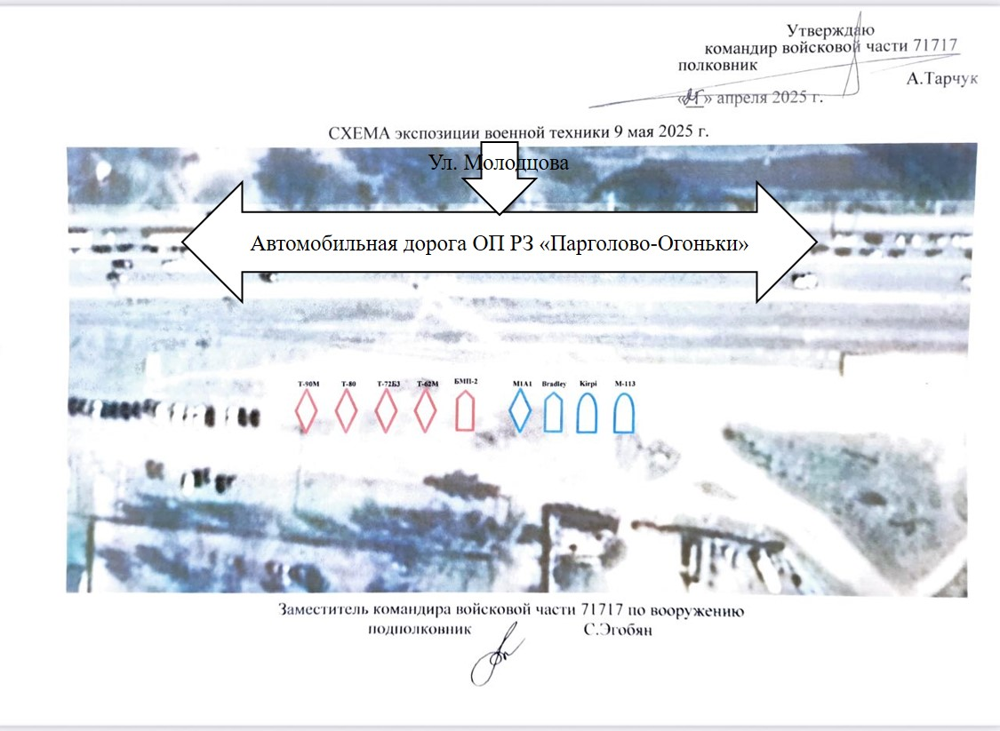 Утверждаю
командир войсковой части 71717
полковник
А.Тарчук
апреля 2025 г.
СХЕМА экспозиции военной техники 9 мая 2025 г.
Ул. Молодцова
Автомобильная дорога ОП РЗ «Парголово-Огоньки»
Т-90М Т-80 Т-72Б3 Т-62М БМП-2 М1А1 Bradley Kirpi М-113
Заместитель командира войсковой части 71717 по вооружению
подполковник С.Эгобян